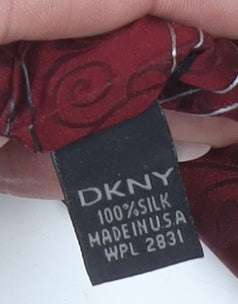 DKNY
100% SILK
MADE IN U.S.A
WPL 2831